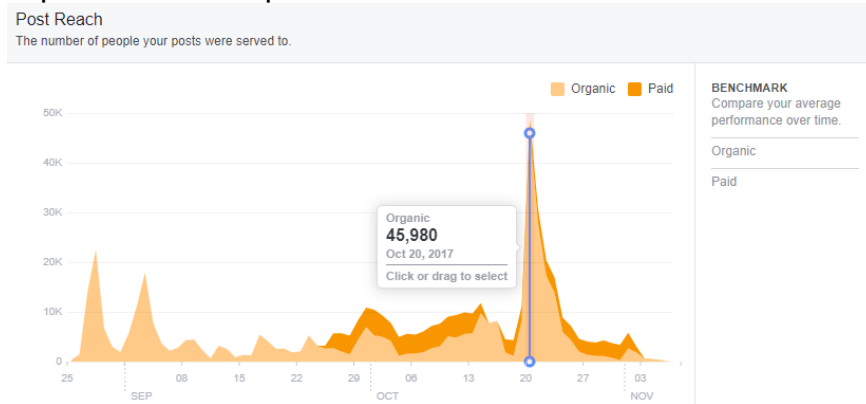 Post Reach
The number of people your posts were served to.
Organic Paid
BENCHMARK
Compare your average
performance over time.
Organic
Paid
50K
40K
30K
20K
10K
0
Organic
45,980
Oct 20, 2017
Click or drag to select
25 08 15 22 29 06 13 20 27 03
SEP OCT NOV